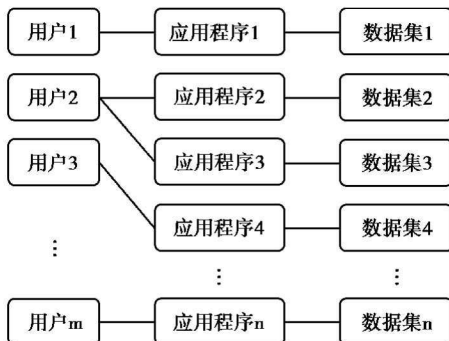 用户1 应用程序1 数据集1
用户2 应用程序2 数据集2
用户3 应用程序3 数据集3
应用程序4 数据集4
⋮ ⋮ ⋮
用户m 应用程序n 数据集n